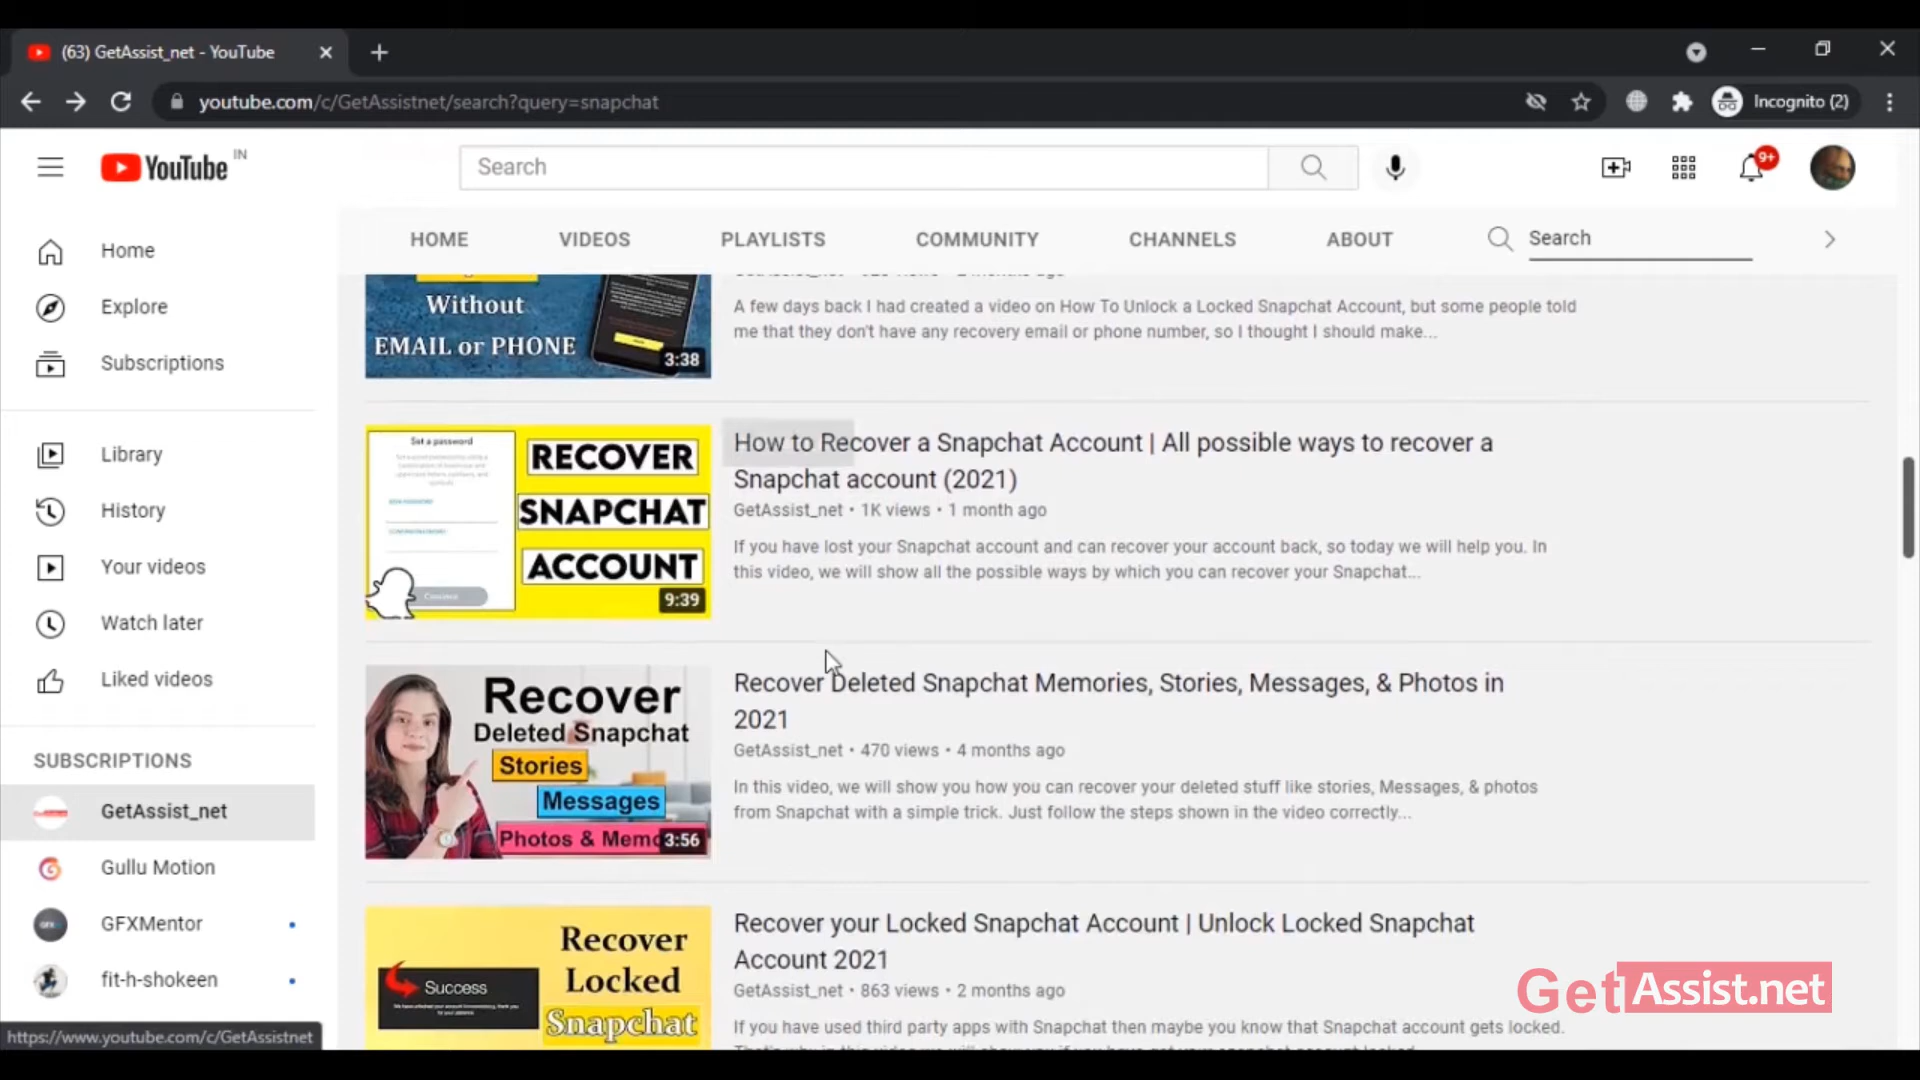 (63) GetAssist_net - YouTube
youtube.com/c/GetAssistnet/search?query=snapchat
Incognito (2)
YouTube IN
Search
9+
HOME VIDEOS PLAYLISTS COMMUNITY CHANNELS ABOUT Search
Home
Explore
Subscriptions
Library
History
Your videos
Watch later
Liked videos
SUBSCRIPTIONS
GetAssist_net
Gullu Motion
GFXMentor
fit-h-shokeen
https://www.youtube.com/c/GetAssistnet
Without
EMAIL or PHONE
3:38
A few days back I had created a video on How To Unlock a Locked Snapchat Account, but some people told
me that they don't have any recovery email or phone number, so I thought I should make...
Set a password
RECOVER
SNAPCHAT
ACCOUNT
Continue
9:39
How to Recover a Snapchat Account | All possible ways to recover a
Snapchat account (2021)
GetAssist_net • 1K views • 1 month ago
If you have lost your Snapchat account and can recover your account back, so today we will help you. In
this video, we will show all the possible ways by which you can recover your Snapchat...
Recover
Deleted Snapchat
Stories
Messages
Photos & Memo
3:56
Recover Deleted Snapchat Memories, Stories, Messages, & Photos in
2021
GetAssist_net • 470 views • 4 months ago
In this video, we will show you how you can recover your deleted stuff like stories, Messages, & photos
from Snapchat with a simple trick. Just follow the steps shown in the video correctly...
Recover
Locked
Snapchat
Success
Recover your Locked Snapchat Account | Unlock Locked Snapchat
Account 2021
GetAssist_net • 863 views • 2 months ago
If you have used third party apps with Snapchat then maybe you know that Snapchat account gets locked.
GetAssist.net